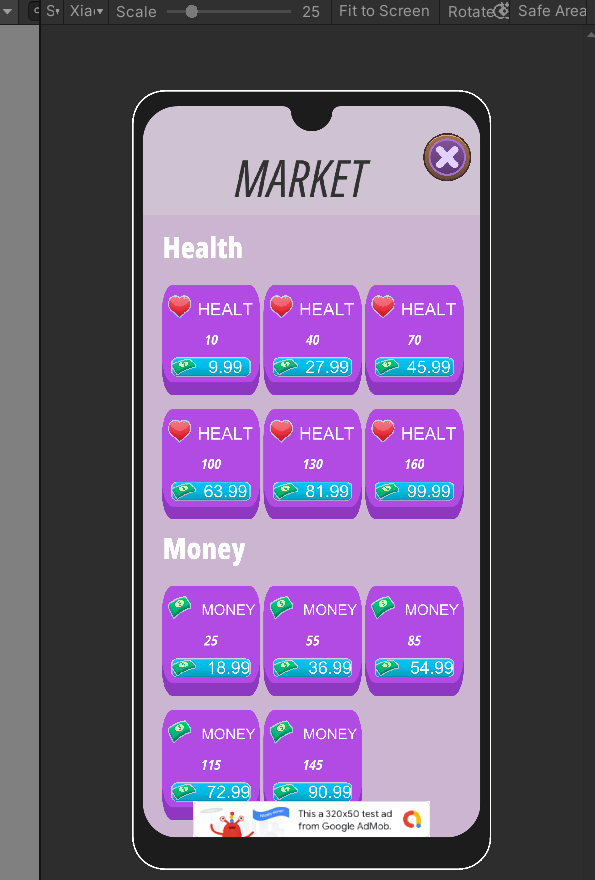 S
Xia
Scale
25
Fit to Screen
Rotate
Safe Area
MARKET
Health
HEALT HEALT HEALT
10 40 70
9.99 27.99 45.99
HEALT HEALT HEALT
100 130 160
63.99 81.99 99.99
Money
MONEY MONEY MONEY
25 55 85
18.99 36.99 54.99
MONEY MONEY
115 145
72.99 90.99
This a 320x50 test ad
from Google AdMob.